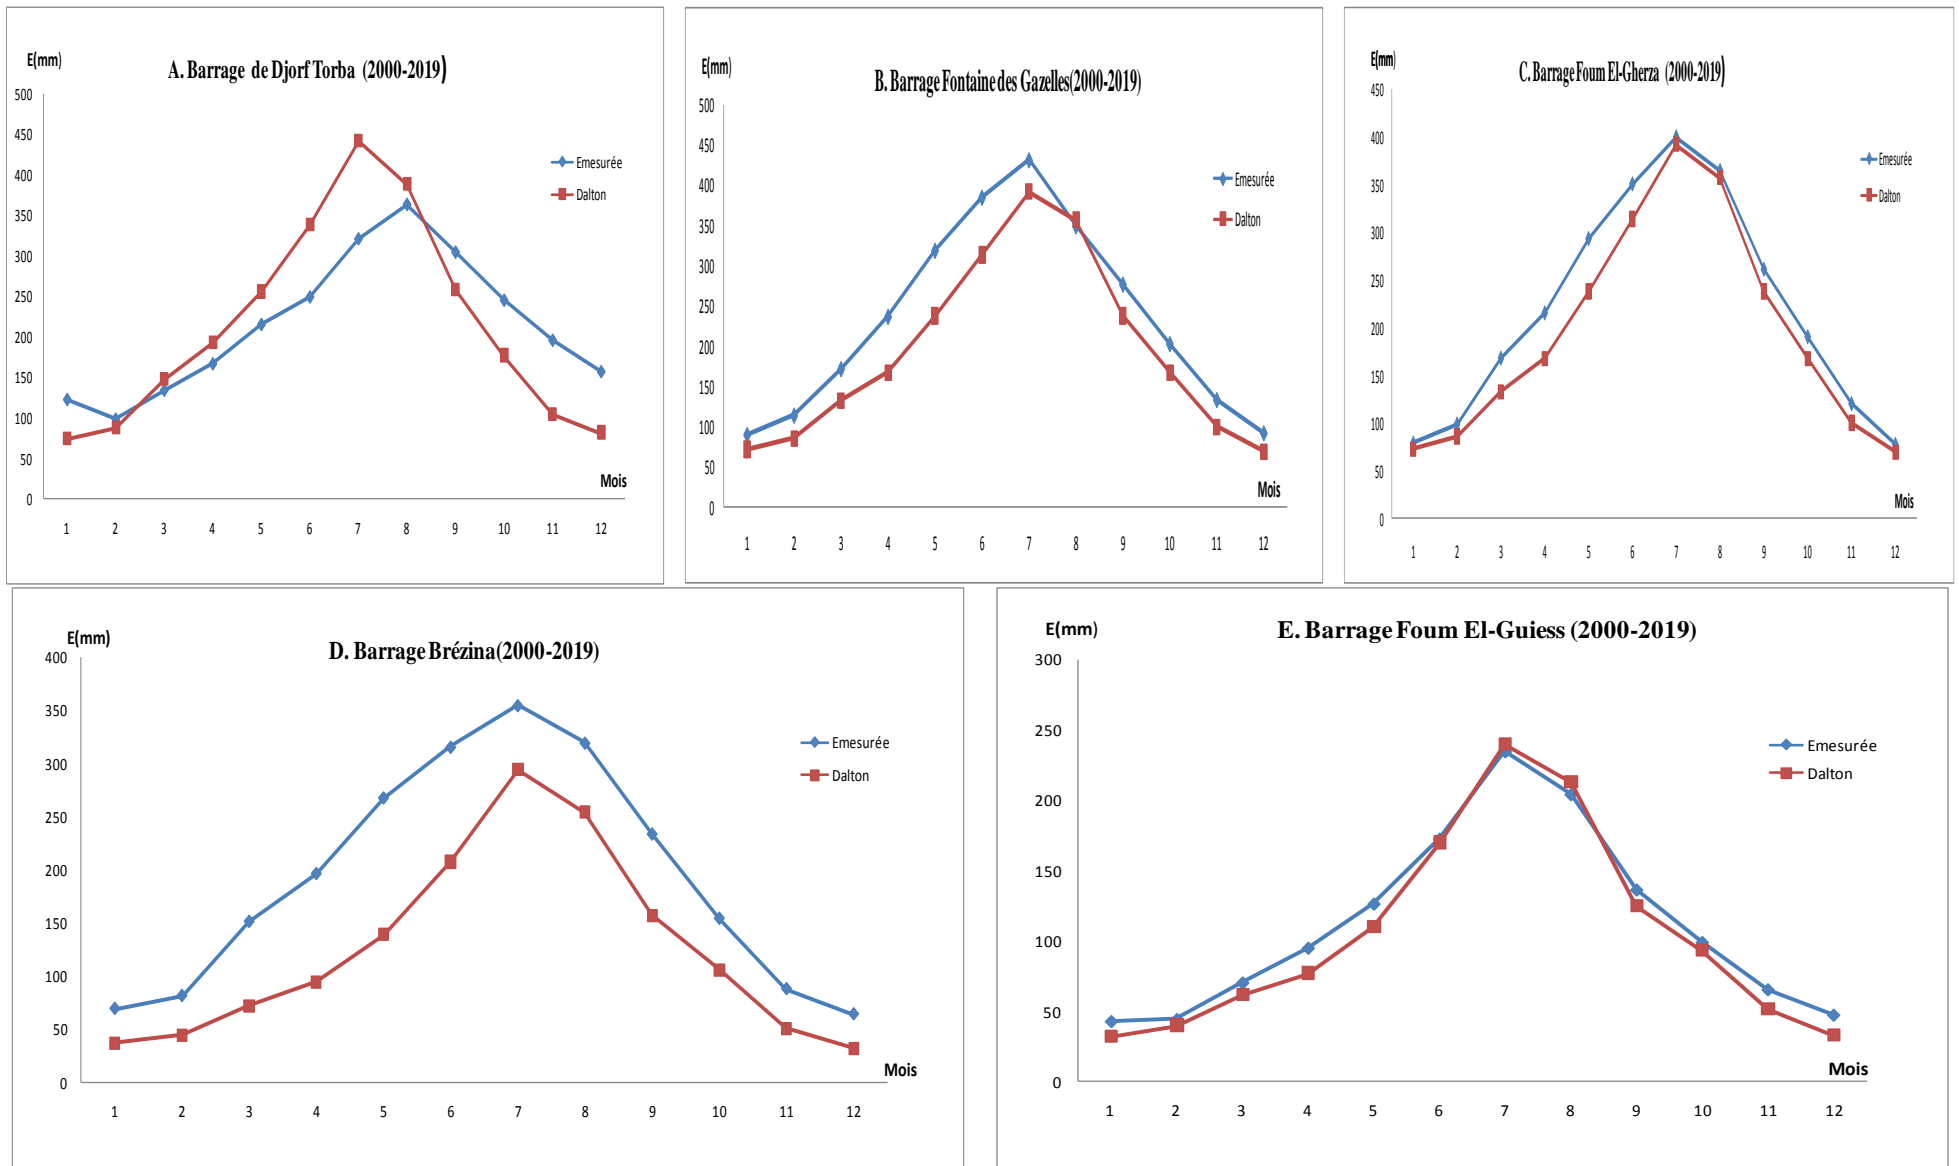 E(mm)
A. Barrage de Djorf Torba (2000-2019)
500
450
400
350
300
250
200
150
100
50
0
Emesurée
Dalton
Mois
1 2 3 4 5 6 7 8 9 10 11 12
E(mm)
B. Barrage Fontaine des Gazelles(2000-2019)
500
450
400
350
300
250
200
150
100
50
0
Emesurée
Dalton
Mois
1 2 3 4 5 6 7 8 9 10 11 12
E(mm)
C. Barrage Foum El-Gherza (2000-2019)
450
400
350
300
250
200
150
100
50
0
Emesurée
Dalton
Mois
1 2 3 4 5 6 7 8 9 10 11 12
E(mm)
D. Barrage Brézina(2000-2019)
400
350
300
250
200
150
100
50
0
Emesurée
Dalton
Mois
1 2 3 4 5 6 7 8 9 10 11 12
E(mm)
E. Barrage Foum El-Guiess (2000-2019)
300
250
200
150
100
50
0
Emesurée
Dalton
Mois
1 2 3 4 5 6 7 8 9 10 11 12